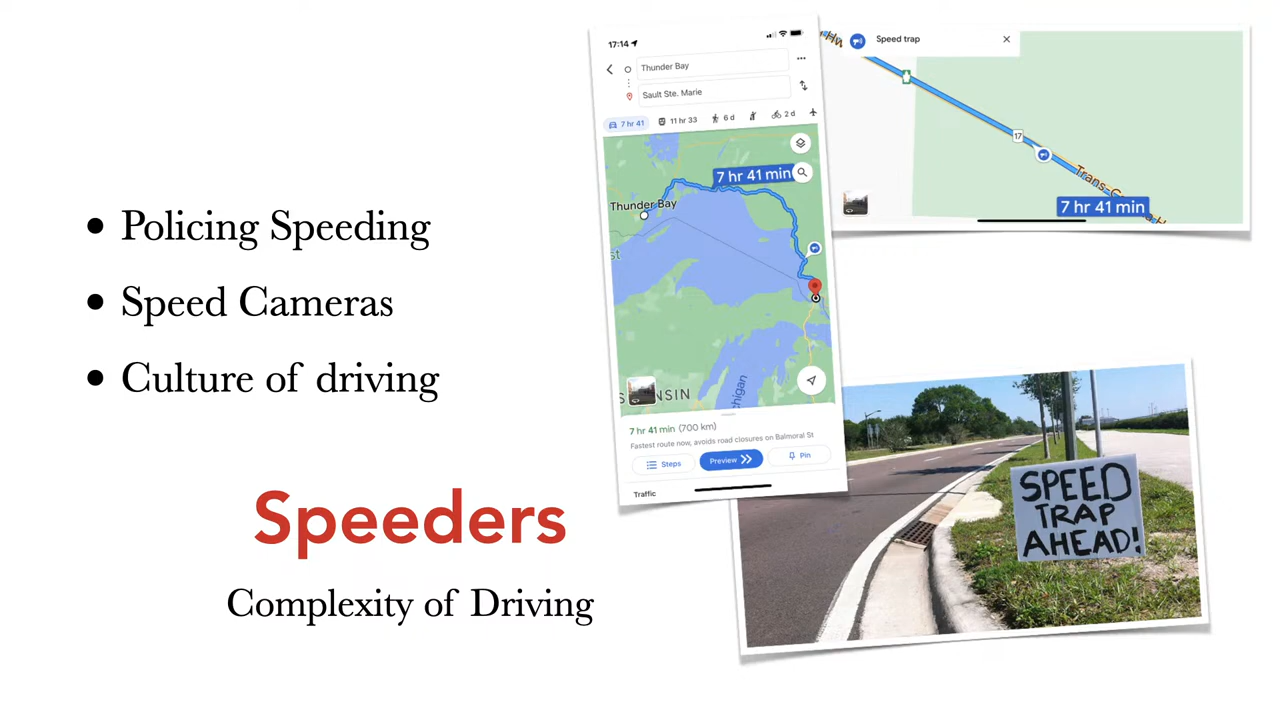 • Policing Speeding
• Speed Cameras
• Culture of driving
Speeders
Complexity of Driving
17:14
Thunder Bay
Sault Ste. Marie
7 hr 41
11 hr 33
6 d
2 d
7 hr 41 min
Thunder Bay
7 hr 41 min (700 km)
Fastest route now, avoids road closures on Balmoral St
Steps
Preview
Pin
Traffic
Speed trap
17
7 hr 41 min
SPEED
TRAP
AHEAD!